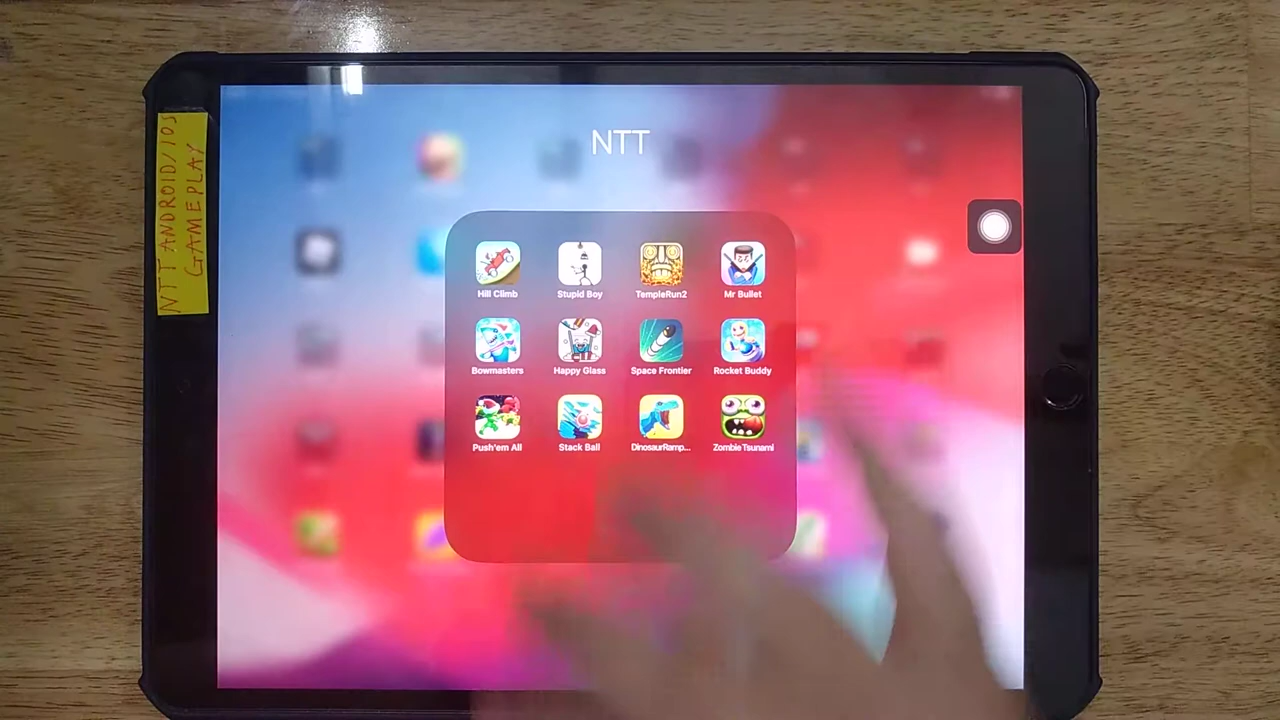 NTT ANDROID/IOS
GAMEPLAY
NTT
Hill Climb
Stupid Boy
TempleRun2
Mr Bullet
Bowmasters
Happy Glass
Space Frontier
Rocket Buddy
Push'em All
Stack Ball
DinosaurRamp...
Zombie Tsunami